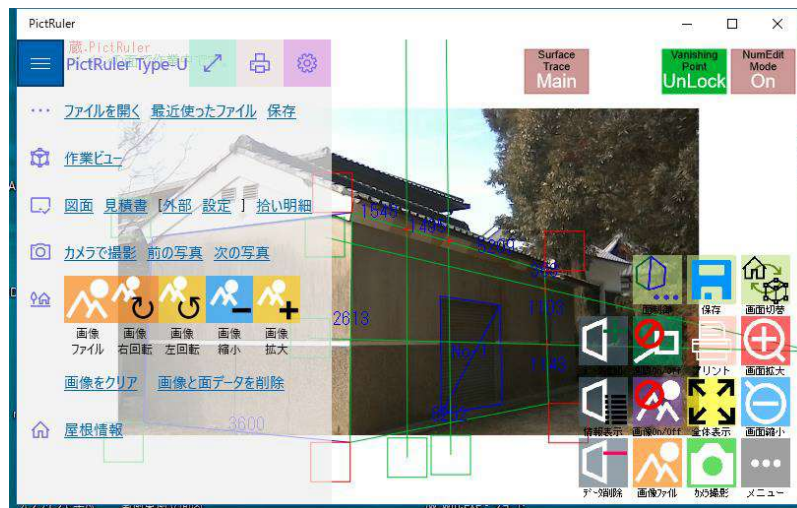 PictRuler
蔵.PictRuler
PictRuler Type-U
Surface Trace Main
Vanishing Point UnLock
NumEdit Mode On
ファイルを開く 最近使ったファイル 保存
作業ビュー
図面 見積書 [外部 設定 ] 拾い明細
カメラで撮影 前の写真 次の写真
画像ファイル 画像右回転 画像左回転 画像縮小 画像拡大
画像をクリア 画像と面データを削除
屋根情報
1545
1495
2613
1103
1143
No/1
3600
保存 画面切替
プリント 画面拡大
情報表示 画像On/Off 全体表示 画面縮小
データ削除 画像ファイル カメラ撮影 メニュー